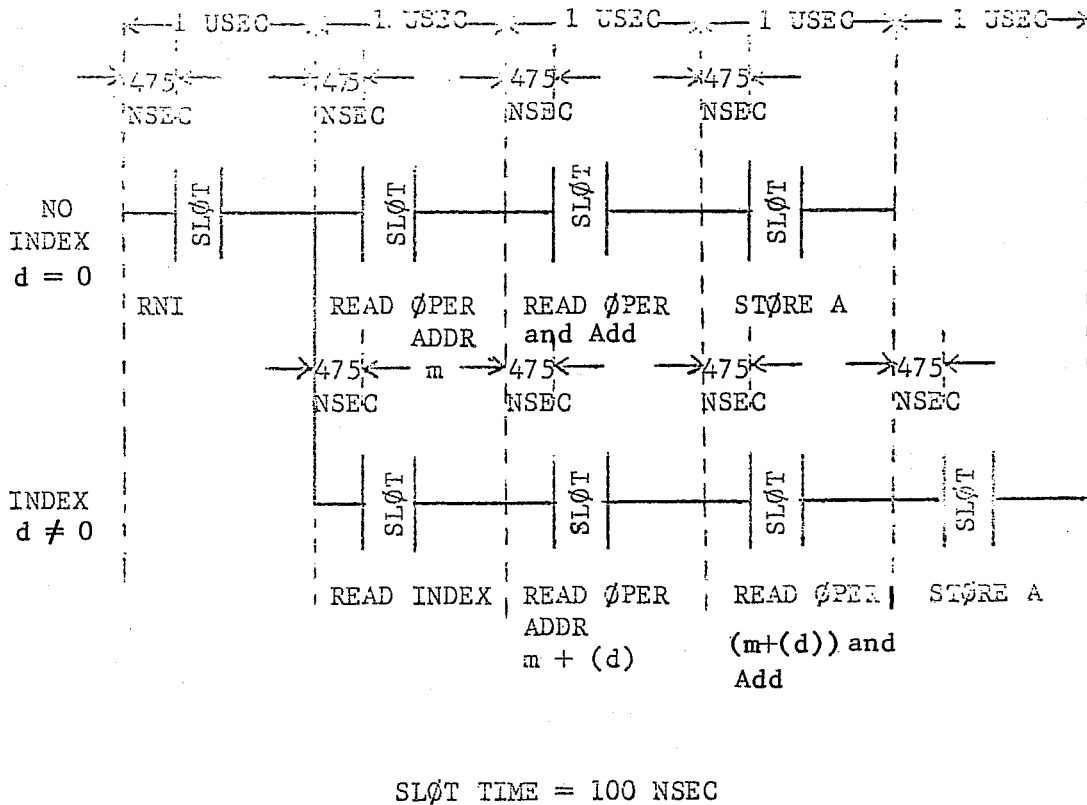 1 USEC 1 USEC 1 USEC 1 USEC 1 USEC
475 475 475 475
NSEC NSEC NSEC NSEC
SLØT SLØT SLØT SLØT
NO
INDEX
d = 0
RNI READ ØPER READ ØPER STØRE A
ADDR and Add
475 m 475 475 475
NSEC NSEC NSEC NSEC
SLØT SLØT SLØT SLØT
INDEX
d ≠ 0
READ INDEX READ ØPER READ ØPER STØRE A
ADDR (m+(d)) and
m + (d) Add
SLØT TIME = 100 NSEC